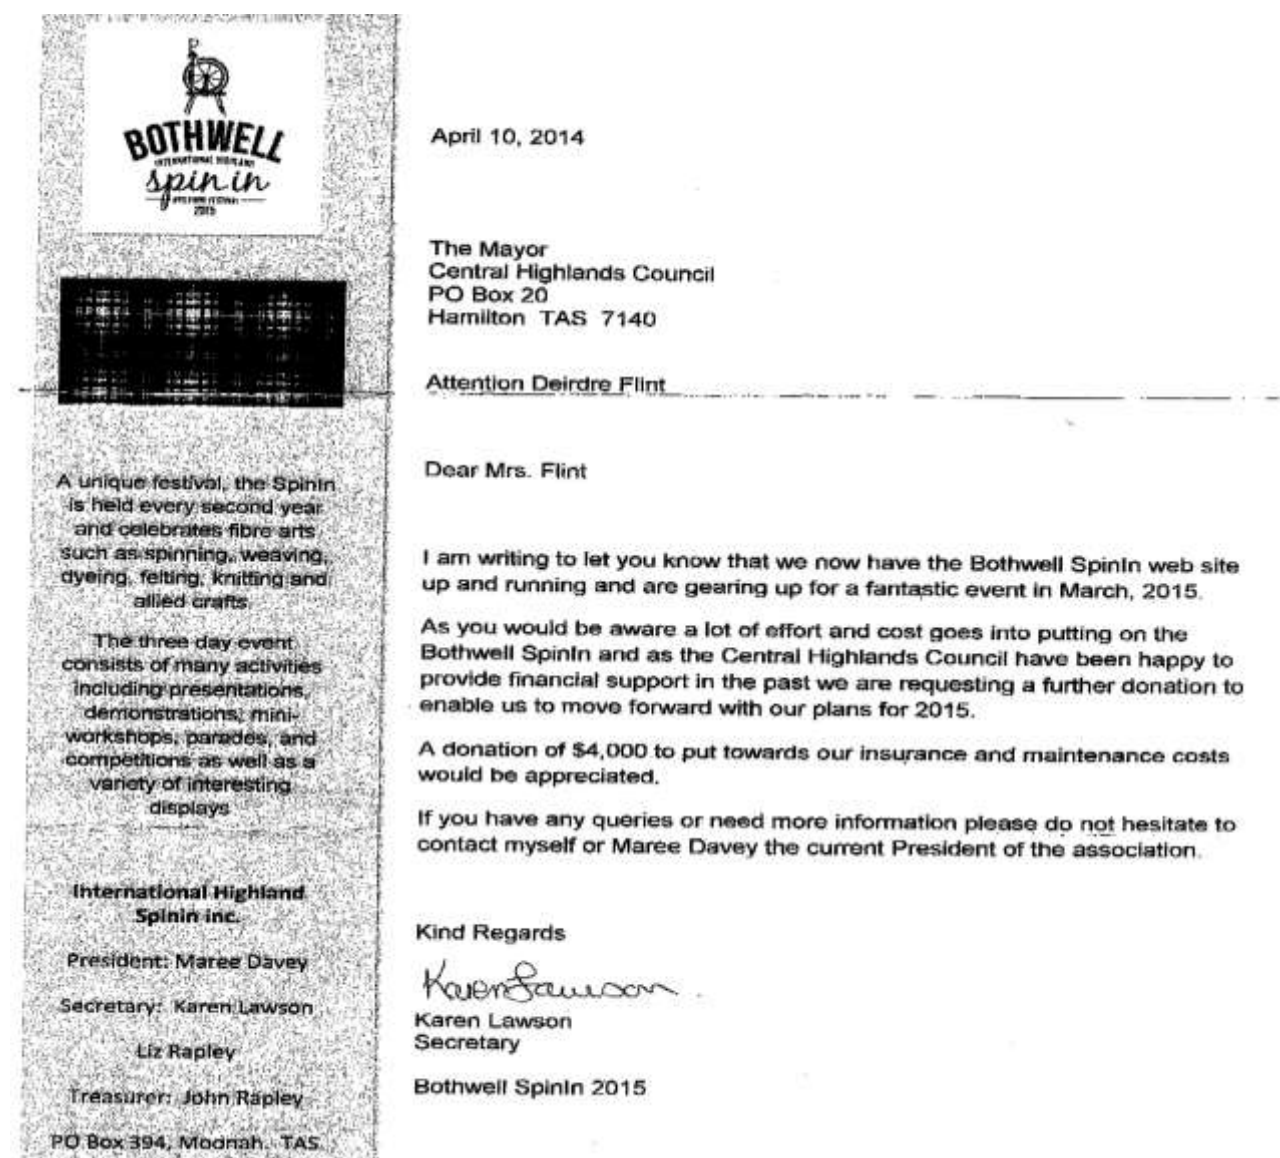 BOTHWELL
INTERNATIONAL HIGHLAND
spin in
2015
A unique festival, the SpinIn
is held every second year
and celebrates fibre arts
such as spinning, weaving,
dyeing, felting, knitting and
allied crafts.
The three day event
consists of many activities
including presentations,
demonstrations, mini-
workshops, parades, and
competitions as well as a
variety of interesting
displays
International Highland
SpinIn inc.
President: Maree Davey
Secretary: Karen Lawson
Liz Rapley
Treasurer: John Rapley
PO Box 394, Moonah. TAS
April 10, 2014
The Mayor
Central Highlands Council
PO Box 20
Hamilton TAS 7140
Attention Deirdre Flint
Dear Mrs. Flint
I am writing to let you know that we now have the Bothwell SpinIn web site
up and running and are gearing up for a fantastic event in March, 2015.
As you would be aware a lot of effort and cost goes into putting on the
Bothwell SpinIn and as the Central Highlands Council have been happy to
provide financial support in the past we are requesting a further donation to
enable us to move forward with our plans for 2015.
A donation of $4,000 to put towards our insurance and maintenance costs
would be appreciated.
If you have any queries or need more information please do not hesitate to
contact myself or Maree Davey the current President of the association.
Kind Regards
Karen Lawson
Karen Lawson
Secretary
Bothwell SpinIn 2015